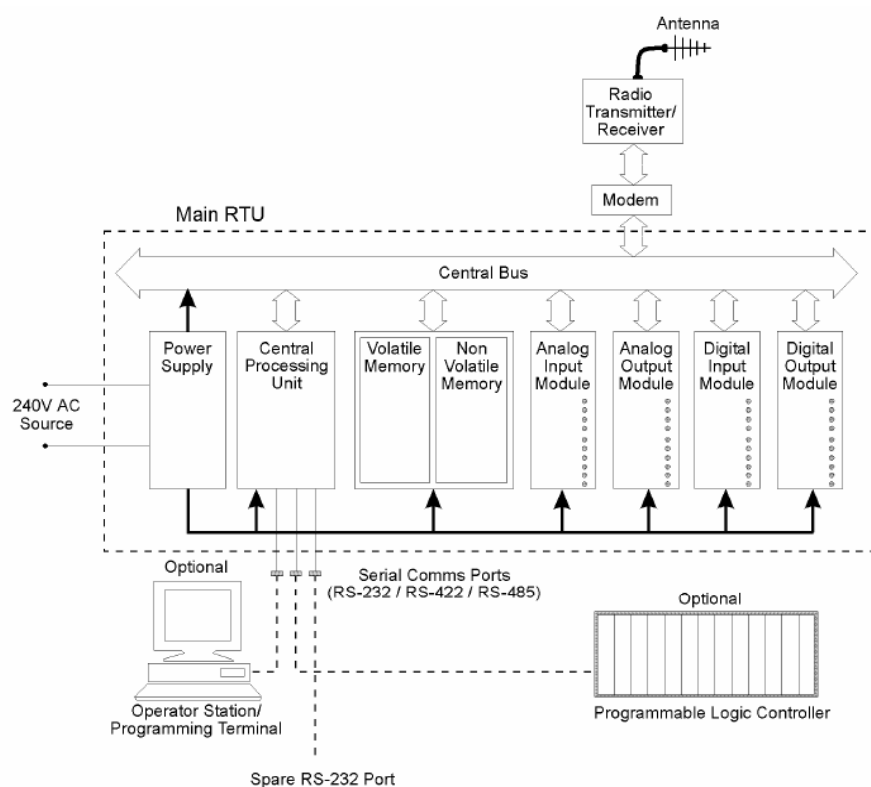 Antenna
Radio
Transmitter/
Receiver
Modem
Main RTU
Central Bus
Power
Supply
Central
Processing
Unit
Volatile
Memory
Non
Volatile
Memory
Analog
Input
Module
Analog
Output
Module
Digital
Input
Module
Digital
Output
Module
240V AC
Source
Optional
Serial Comms Ports
(RS-232 / RS-422 / RS-485)
Optional
Operator Station/
Programming Terminal
Programmable Logic Controller
Spare RS-232 Port